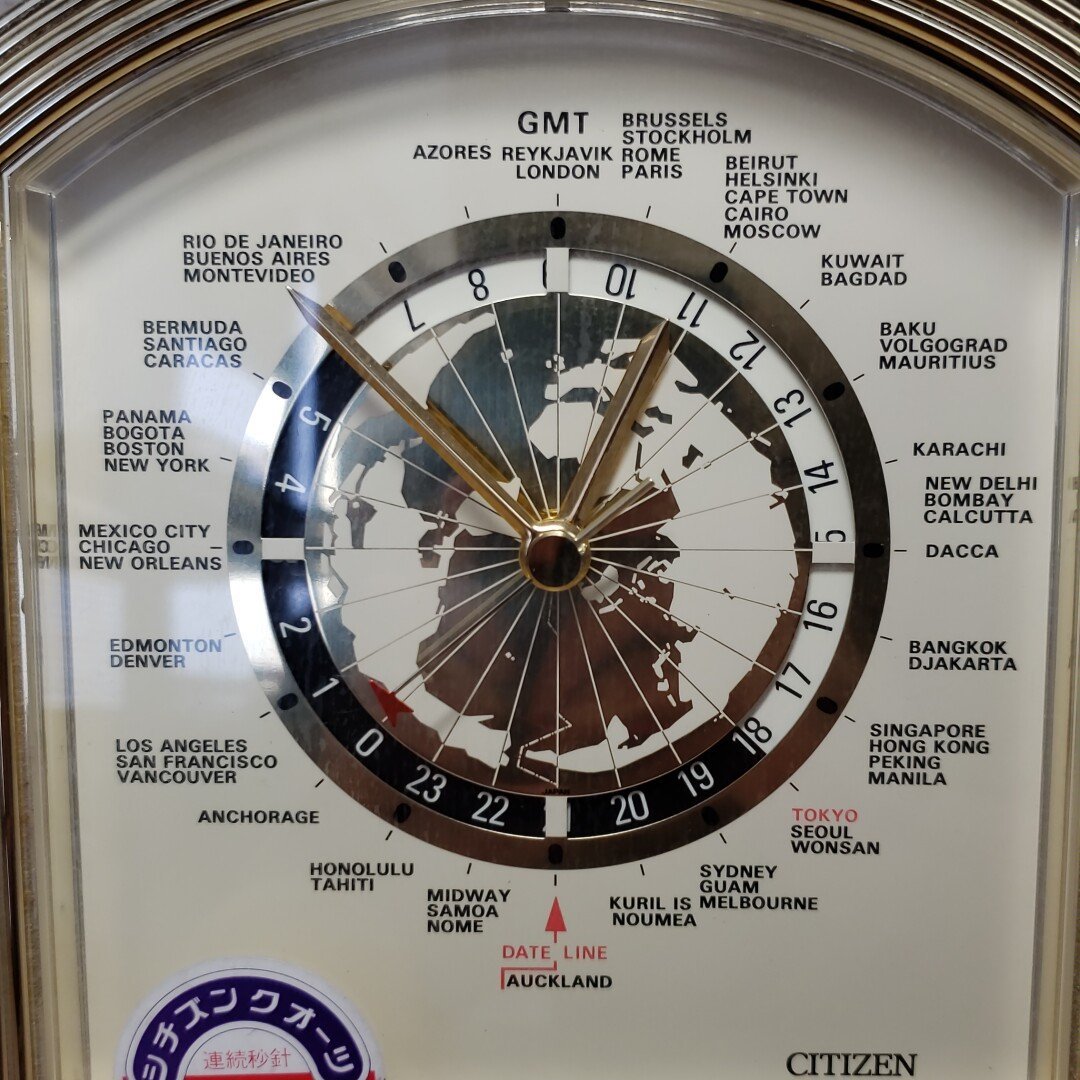 GMT
AZORES
REYKJAVIK
LONDON
BRUSSELS
STOCKHOLM
ROME
PARIS
BEIRUT
HELSINKI
CAPE TOWN
CAIRO
MOSCOW
KUWAIT
BAGDAD
BAKU
VOLGOGRAD
MAURITIUS
KARACHI
NEW DELHI
BOMBAY
CALCUTTA
DACCA
BANGKOK
DJAKARTA
SINGAPORE
HONG KONG
PEKING
MANILA
TOKYO
SEOUL
WONSAN
SYDNEY
GUAM
MELBOURNE
KURIL IS
NOUMEA
DATE LINE
AUCKLAND
MIDWAY
SAMOA
NOME
HONOLULU
TAHITI
ANCHORAGE
LOS ANGELES
SAN FRANCISCO
VANCOUVER
EDMONTON
DENVER
MEXICO CITY
CHICAGO
NEW ORLEANS
PANAMA
BOGOTA
BOSTON
NEW YORK
BERMUDA
SANTIAGO
CARACAS
RIO DE JANEIRO
BUENOS AIRES
MONTEVIDEO
7
8
10
11
12
13
14
16
17
18
19
20
22
23
0
1
2
4
5
JAPAN
シチズンクオーツ
連続秒針
CITIZEN